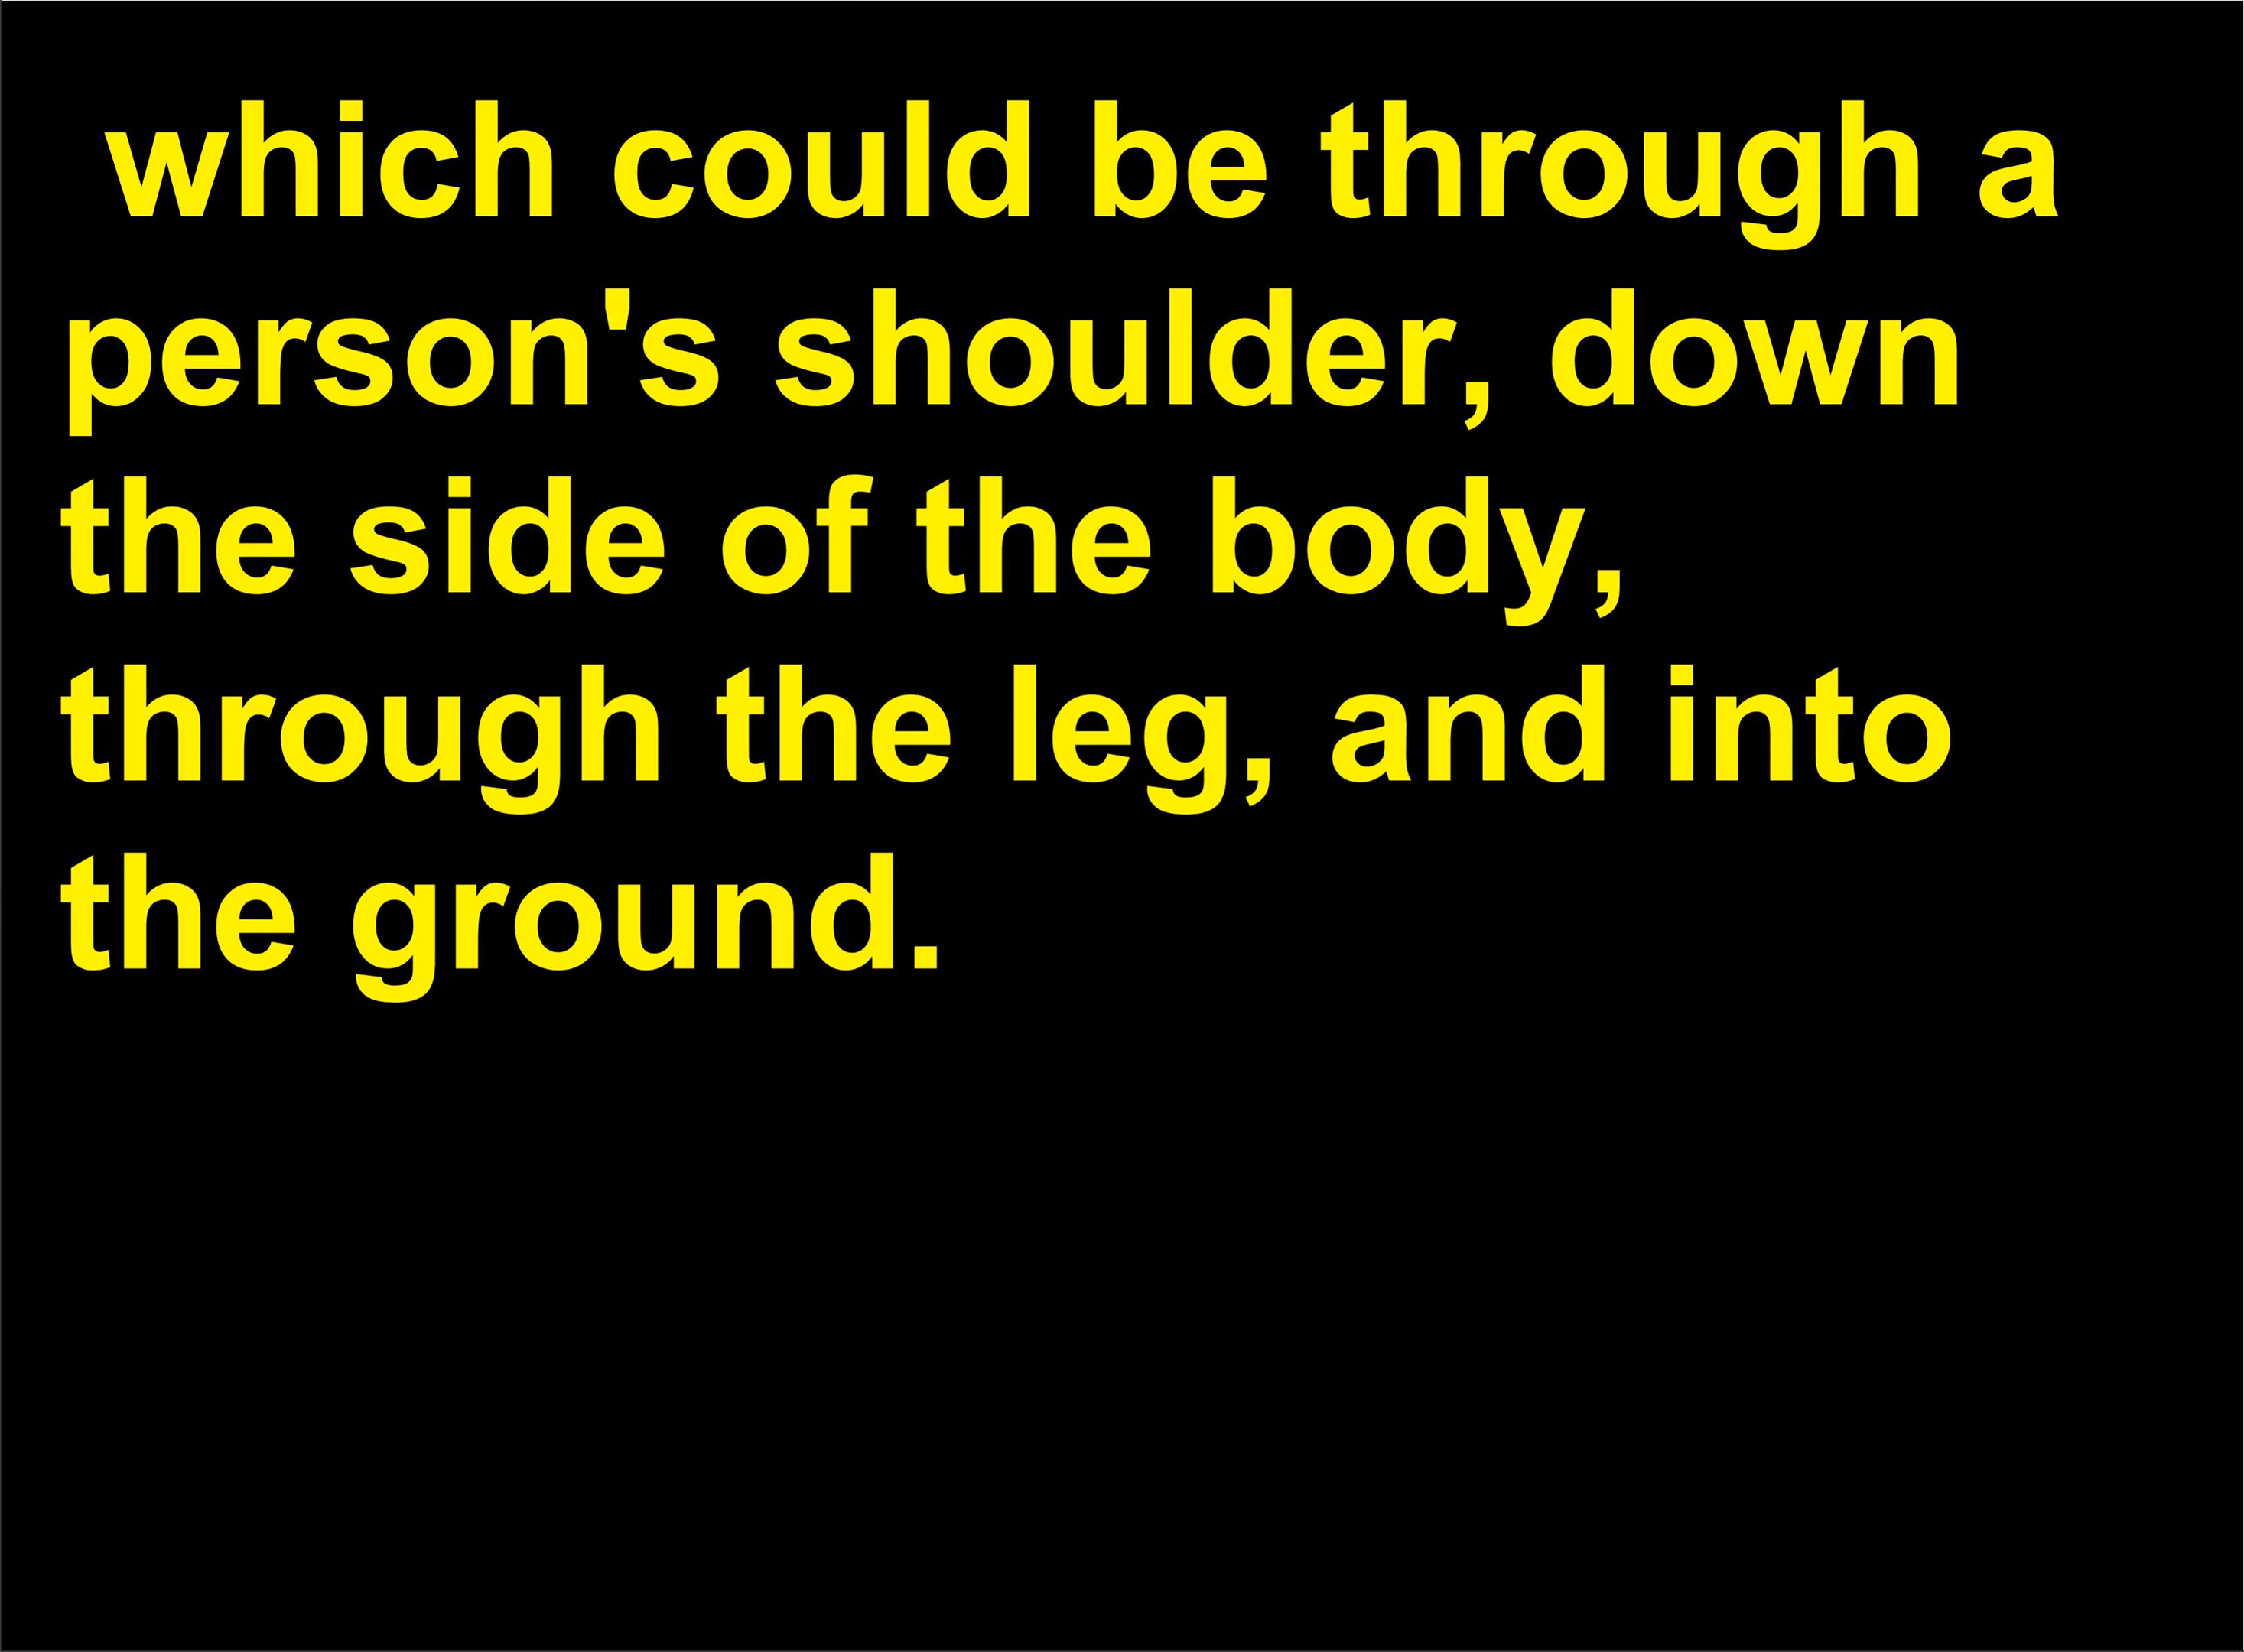 which could be through a
person's shoulder, down
the side of the body,
through the leg, and into
the ground.